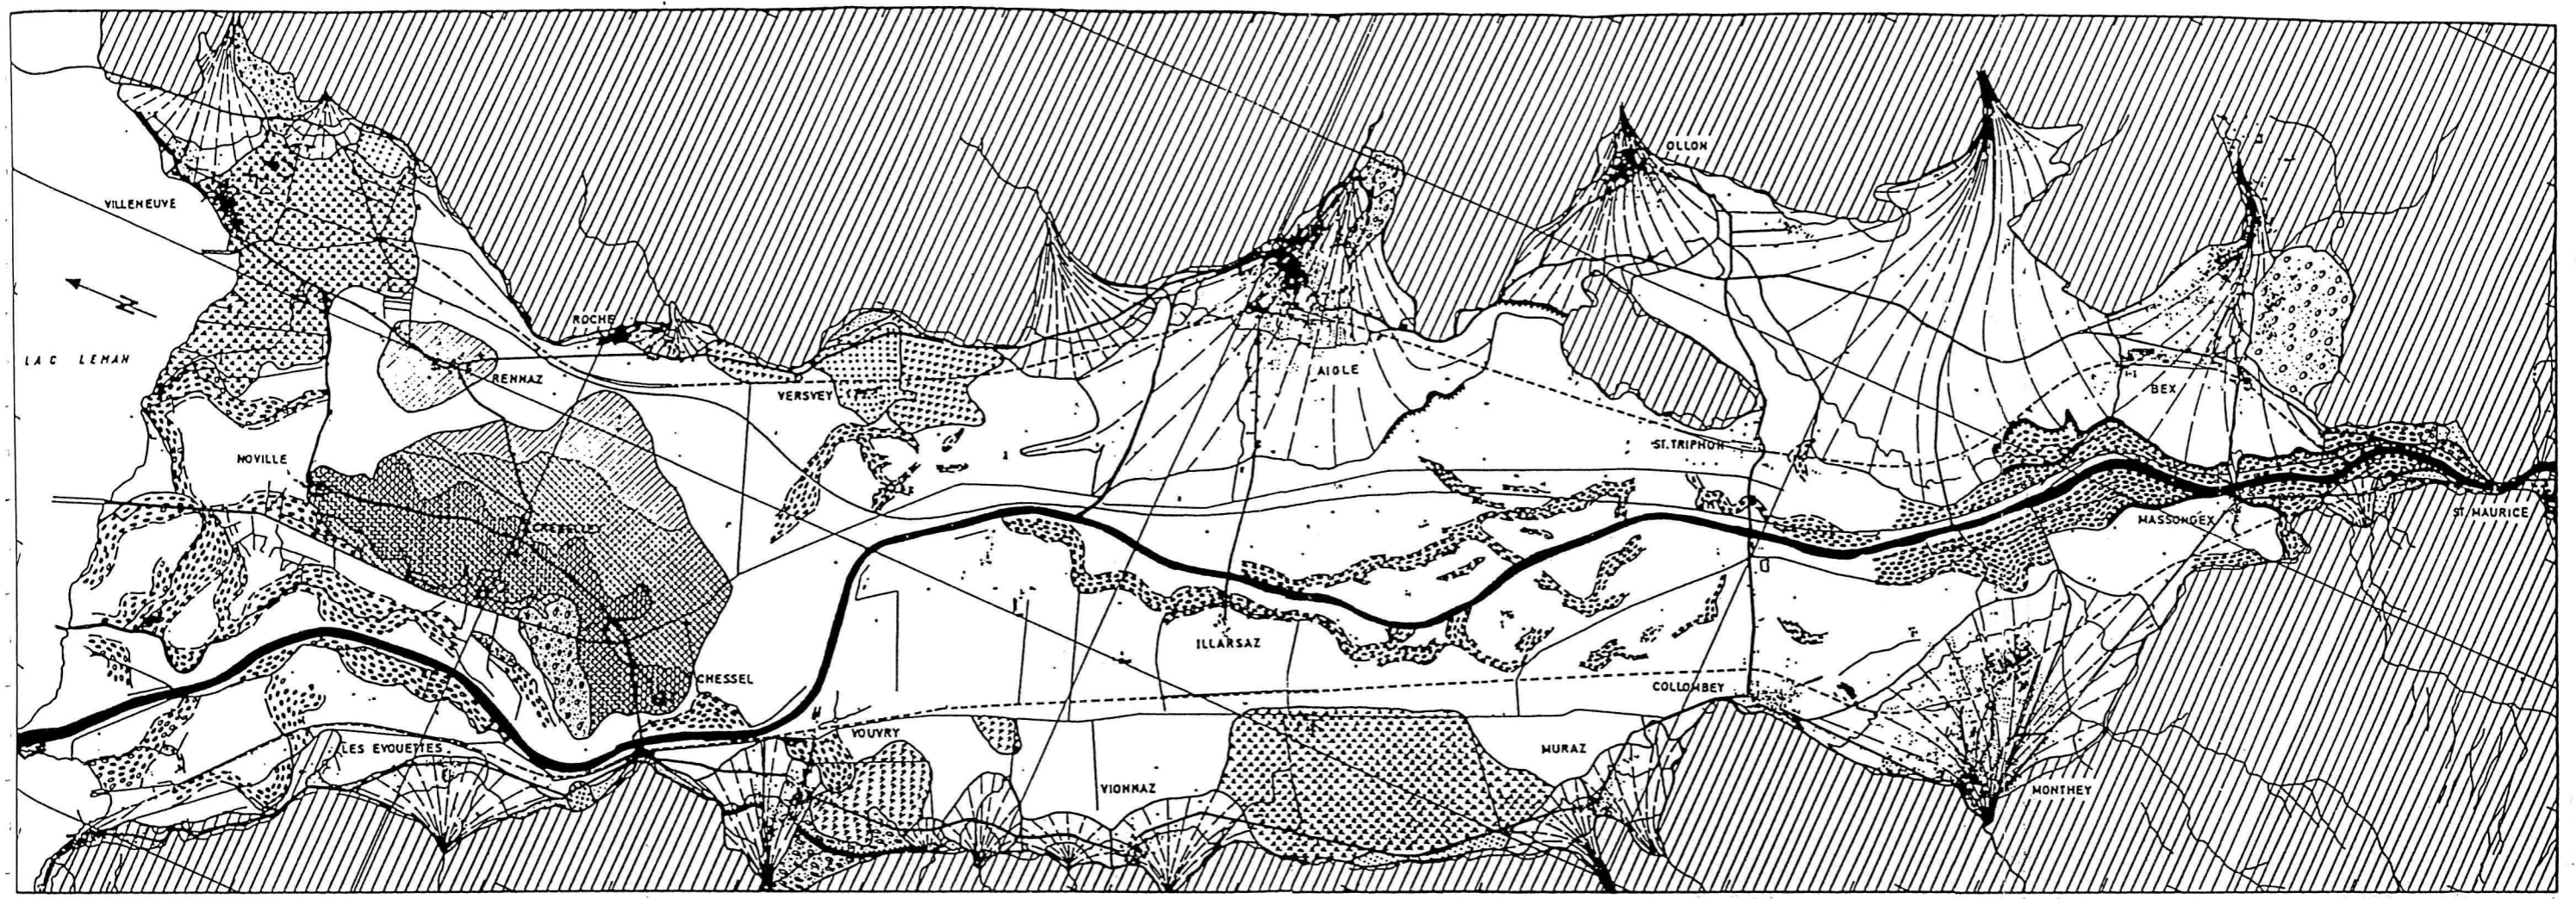 OLLON
VILLENEUVE
N
ROCHE
LAC LEMAN
RENNAZ
AIGLE
VERSVEY
BEX
ST. TRIPHON
NOVILLE
ST. MAURICE
MASSONGEX
CREBELLEY
ILLARSAZ
CHESSEL
COLLOMBEY
VOUVRY
LES EVOUETTES
MURAZ
VIONNAZ
MONTHEY